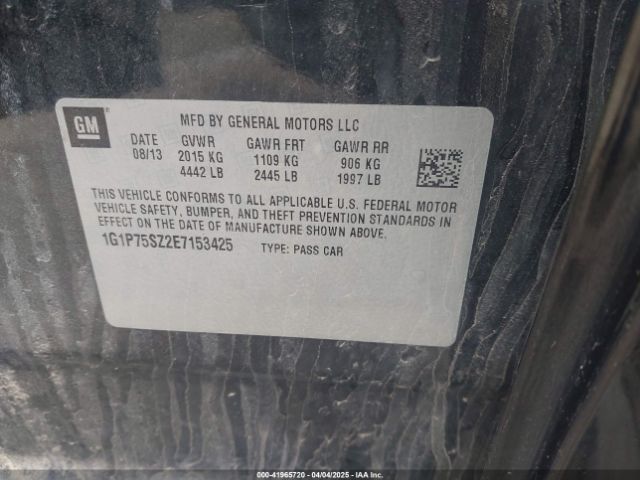 GM
MFD BY GENERAL MOTORS LLC
DATE GVWR GAWR FRT GAWR RR
08/13 2015 KG 1109 KG 906 KG
4442 LB 2445 LB 1997 LB
THIS VEHICLE CONFORMS TO ALL APPLICABLE U.S. FEDERAL MOTOR
VEHICLE SAFETY, BUMPER, AND THEFT PREVENTION STANDARDS IN
EFFECT ON THE DATE OF MANUFACTURE SHOWN ABOVE.
1G1P75SZ2E7153425 TYPE: PASS CAR
000-41965720 - 04/04/2025 - IAA Inc.